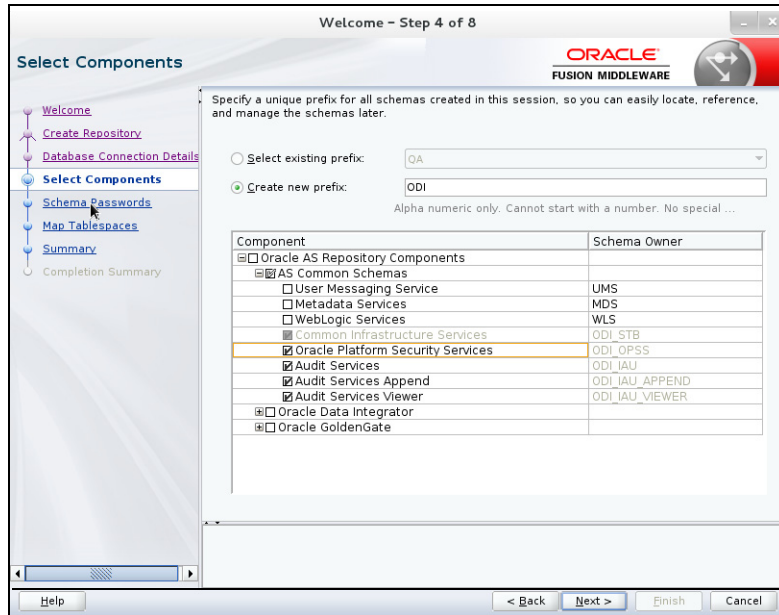 Welcome - Step 4 of 8
Select Components
ORACLE
FUSION MIDDLEWARE
Welcome
Create Repository
Database Connection Details
Select Components
Schema Passwords
Map Tablespaces
Summary
Completion Summary
Specify a unique prefix for all schemas created in this session, so you can easily locate, reference,
and manage the schemas later.
Select existing prefix: QA
Create new prefix: ODI
Alpha numeric only. Cannot start with a number. No special ...
Component Schema Owner
Oracle AS Repository Components
AS Common Schemas
User Messaging Service UMS
Metadata Services MDS
WebLogic Services WLS
Common Infrastructure Services ODI_STB
Oracle Platform Security Services ODI_OPSS
Audit Services ODI_IAU
Audit Services Append ODI_IAU_APPEND
Audit Services Viewer ODI_IAU_VIEWER
Oracle Data Integrator
Oracle GoldenGate
Help < Back Next > Finish Cancel